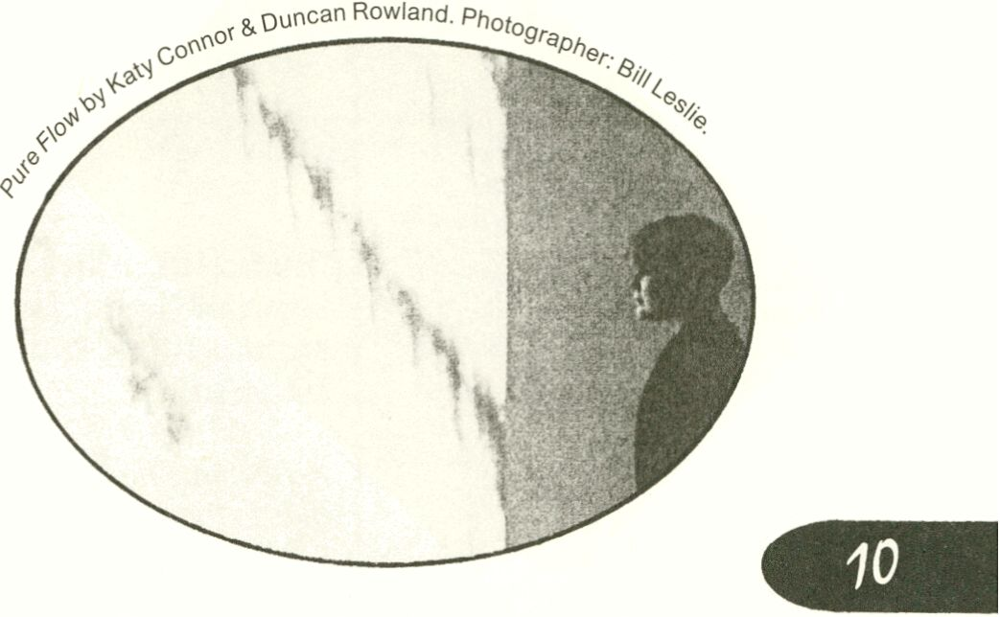 Pure Flow by Katy Connor & Duncan Rowland. Photographer: Bill Leslie.
10